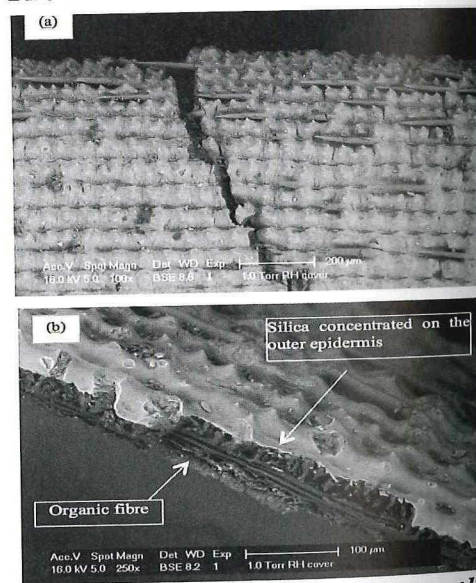 (a)
Acc.V Spot Magn Det WD Exp 200 µm
16.0 kV 5.0 100x BSE 8.6 1 1.0 Torr RH cover
(b)
Silica concentrated on the
outer epidermis
Organic fibre
Acc.V Spot Magn Det WD Exp 100 µm
16.0 kV 5.0 250x BSE 8.2 1 1.0 Torr RH cover